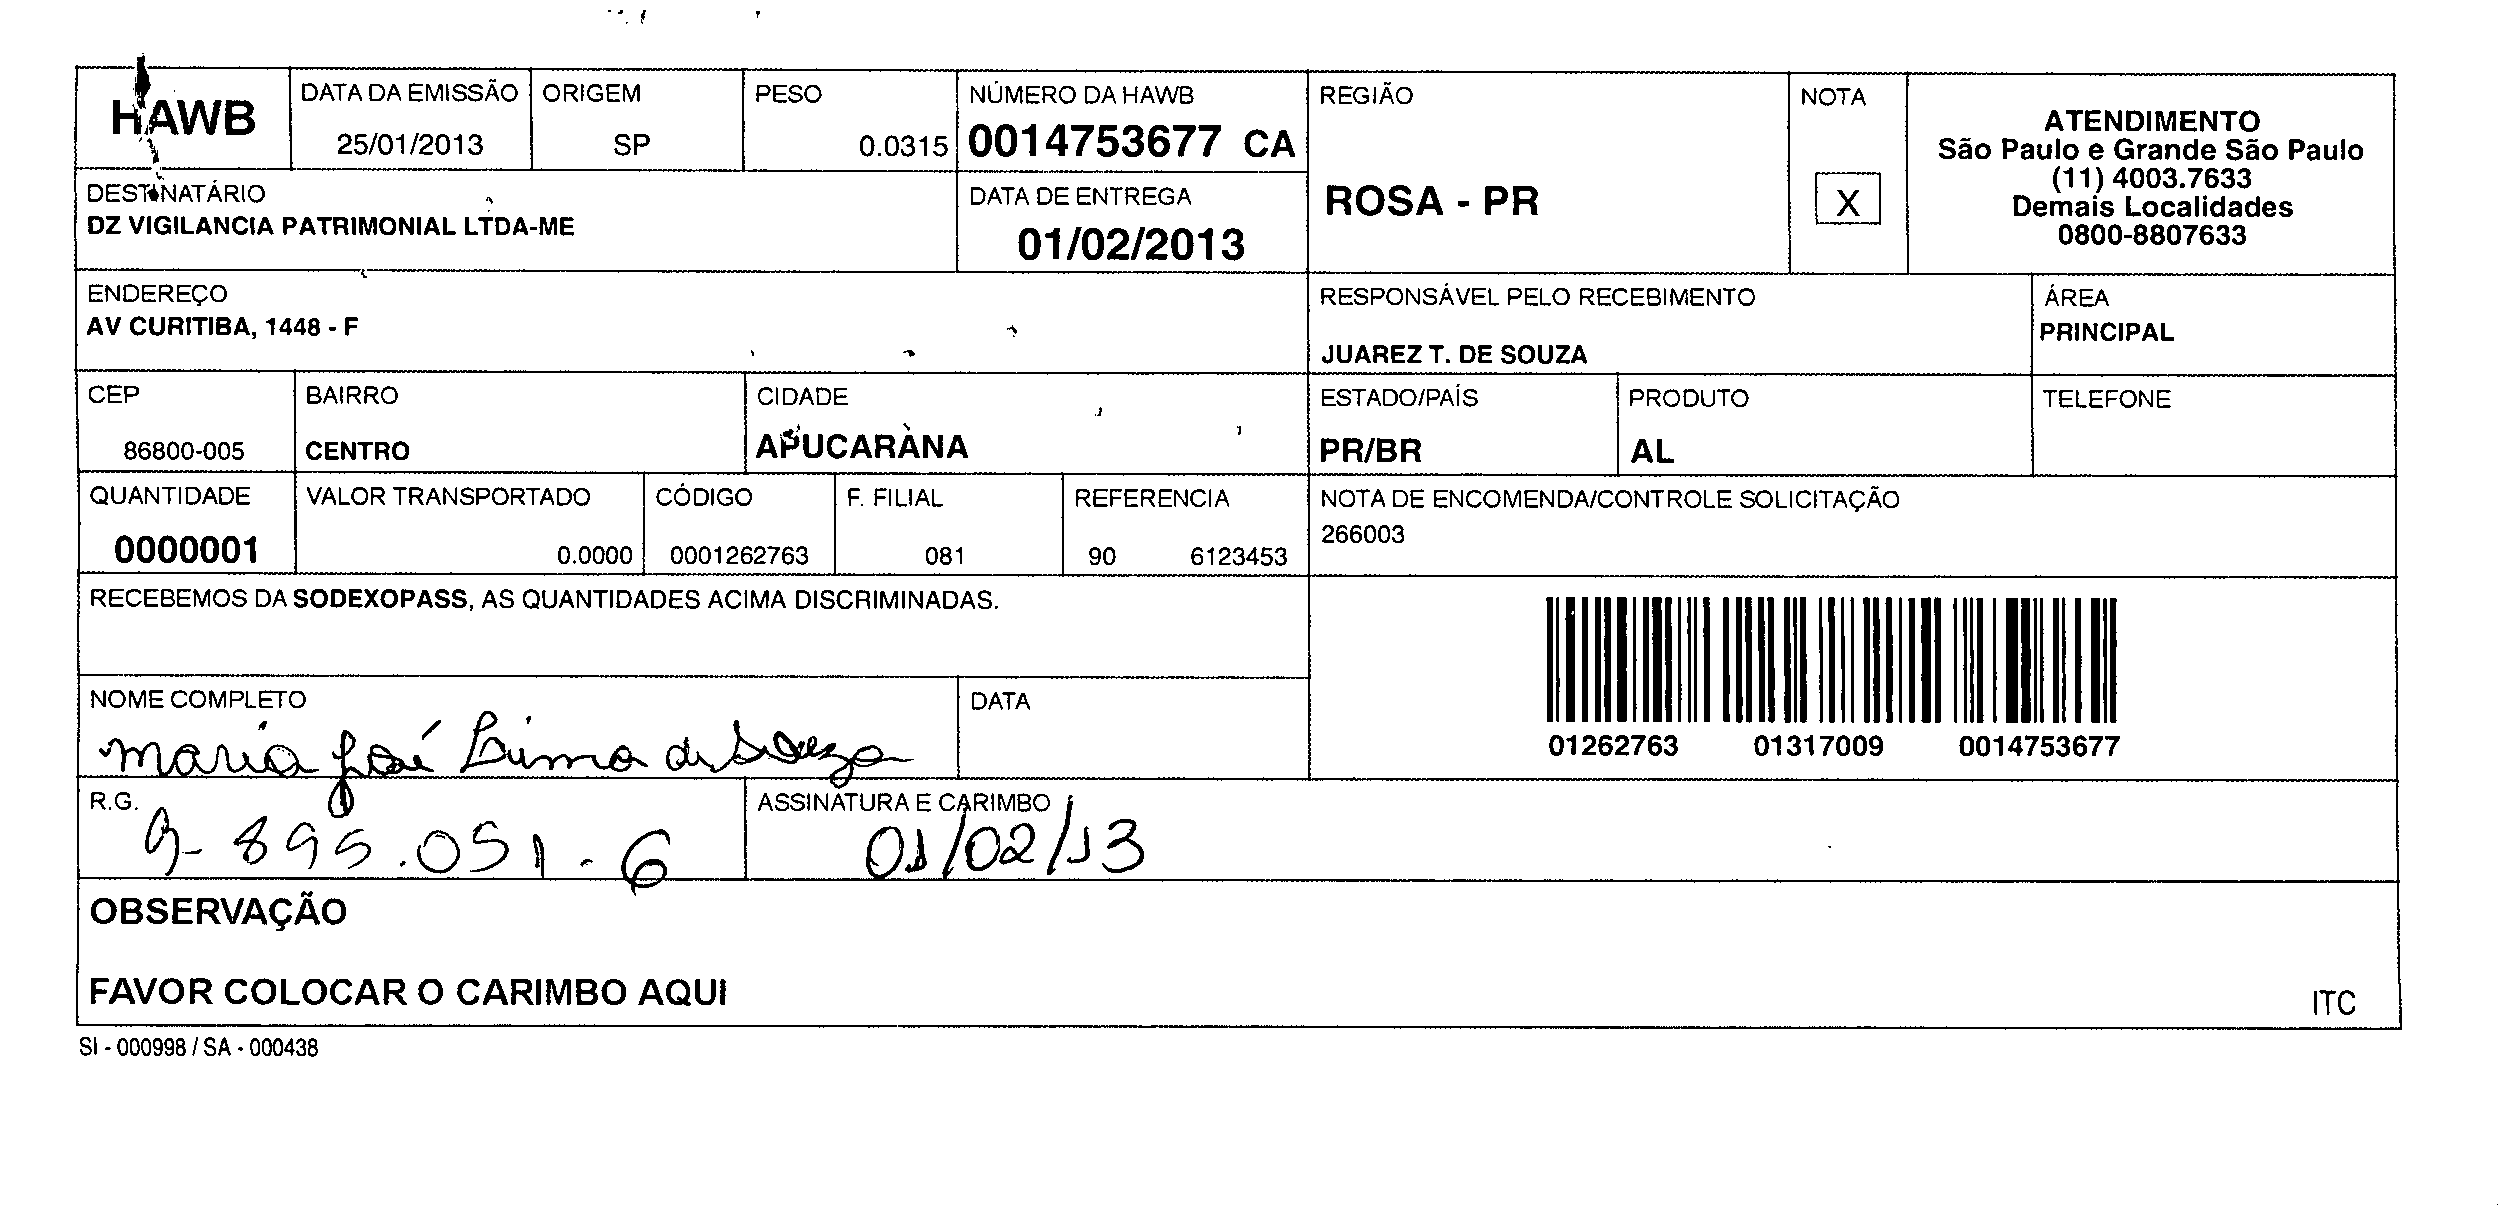 HAWB
DATA DA EMISSÃO
25/01/2013
ORIGEM
SP
PESO
0.0315
NÚMERO DA HAWB
0014753677 CA
REGIÃO
ROSA - PR
NOTA
X
ATENDIMENTO
São Paulo e Grande São Paulo
(11) 4003.7633
Demais Localidades
0800-8807633
DESTINATÁRIO
DZ VIGILANCIA PATRIMONIAL LTDA-ME
DATA DE ENTREGA
01/02/2013
ENDEREÇO
AV CURITIBA, 1448 - F
RESPONSÁVEL PELO RECEBIMENTO
JUAREZ T. DE SOUZA
ÁREA
PRINCIPAL
CEP
86800-005
BAIRRO
CENTRO
CIDADE
APUCARANA
ESTADO/PAÍS
PR/BR
PRODUTO
AL
TELEFONE
QUANTIDADE
0000001
VALOR TRANSPORTADO
0.0000
CÓDIGO
0001262763
F. FILIAL
081
REFERENCIA
90 6123453
NOTA DE ENCOMENDA/CONTROLE SOLICITAÇÃO
266003
RECEBEMOS DA SODEXOPASS, AS QUANTIDADES ACIMA DISCRIMINADAS.
01262763 01317009 0014753677
NOME COMPLETO
maria José Lima de Souza
DATA
R.G.
9-895.051-6
ASSINATURA E CARIMBO
01/02/13
OBSERVAÇÃO
FAVOR COLOCAR O CARIMBO AQUI
ITC
SI - 000998 / SA - 000438